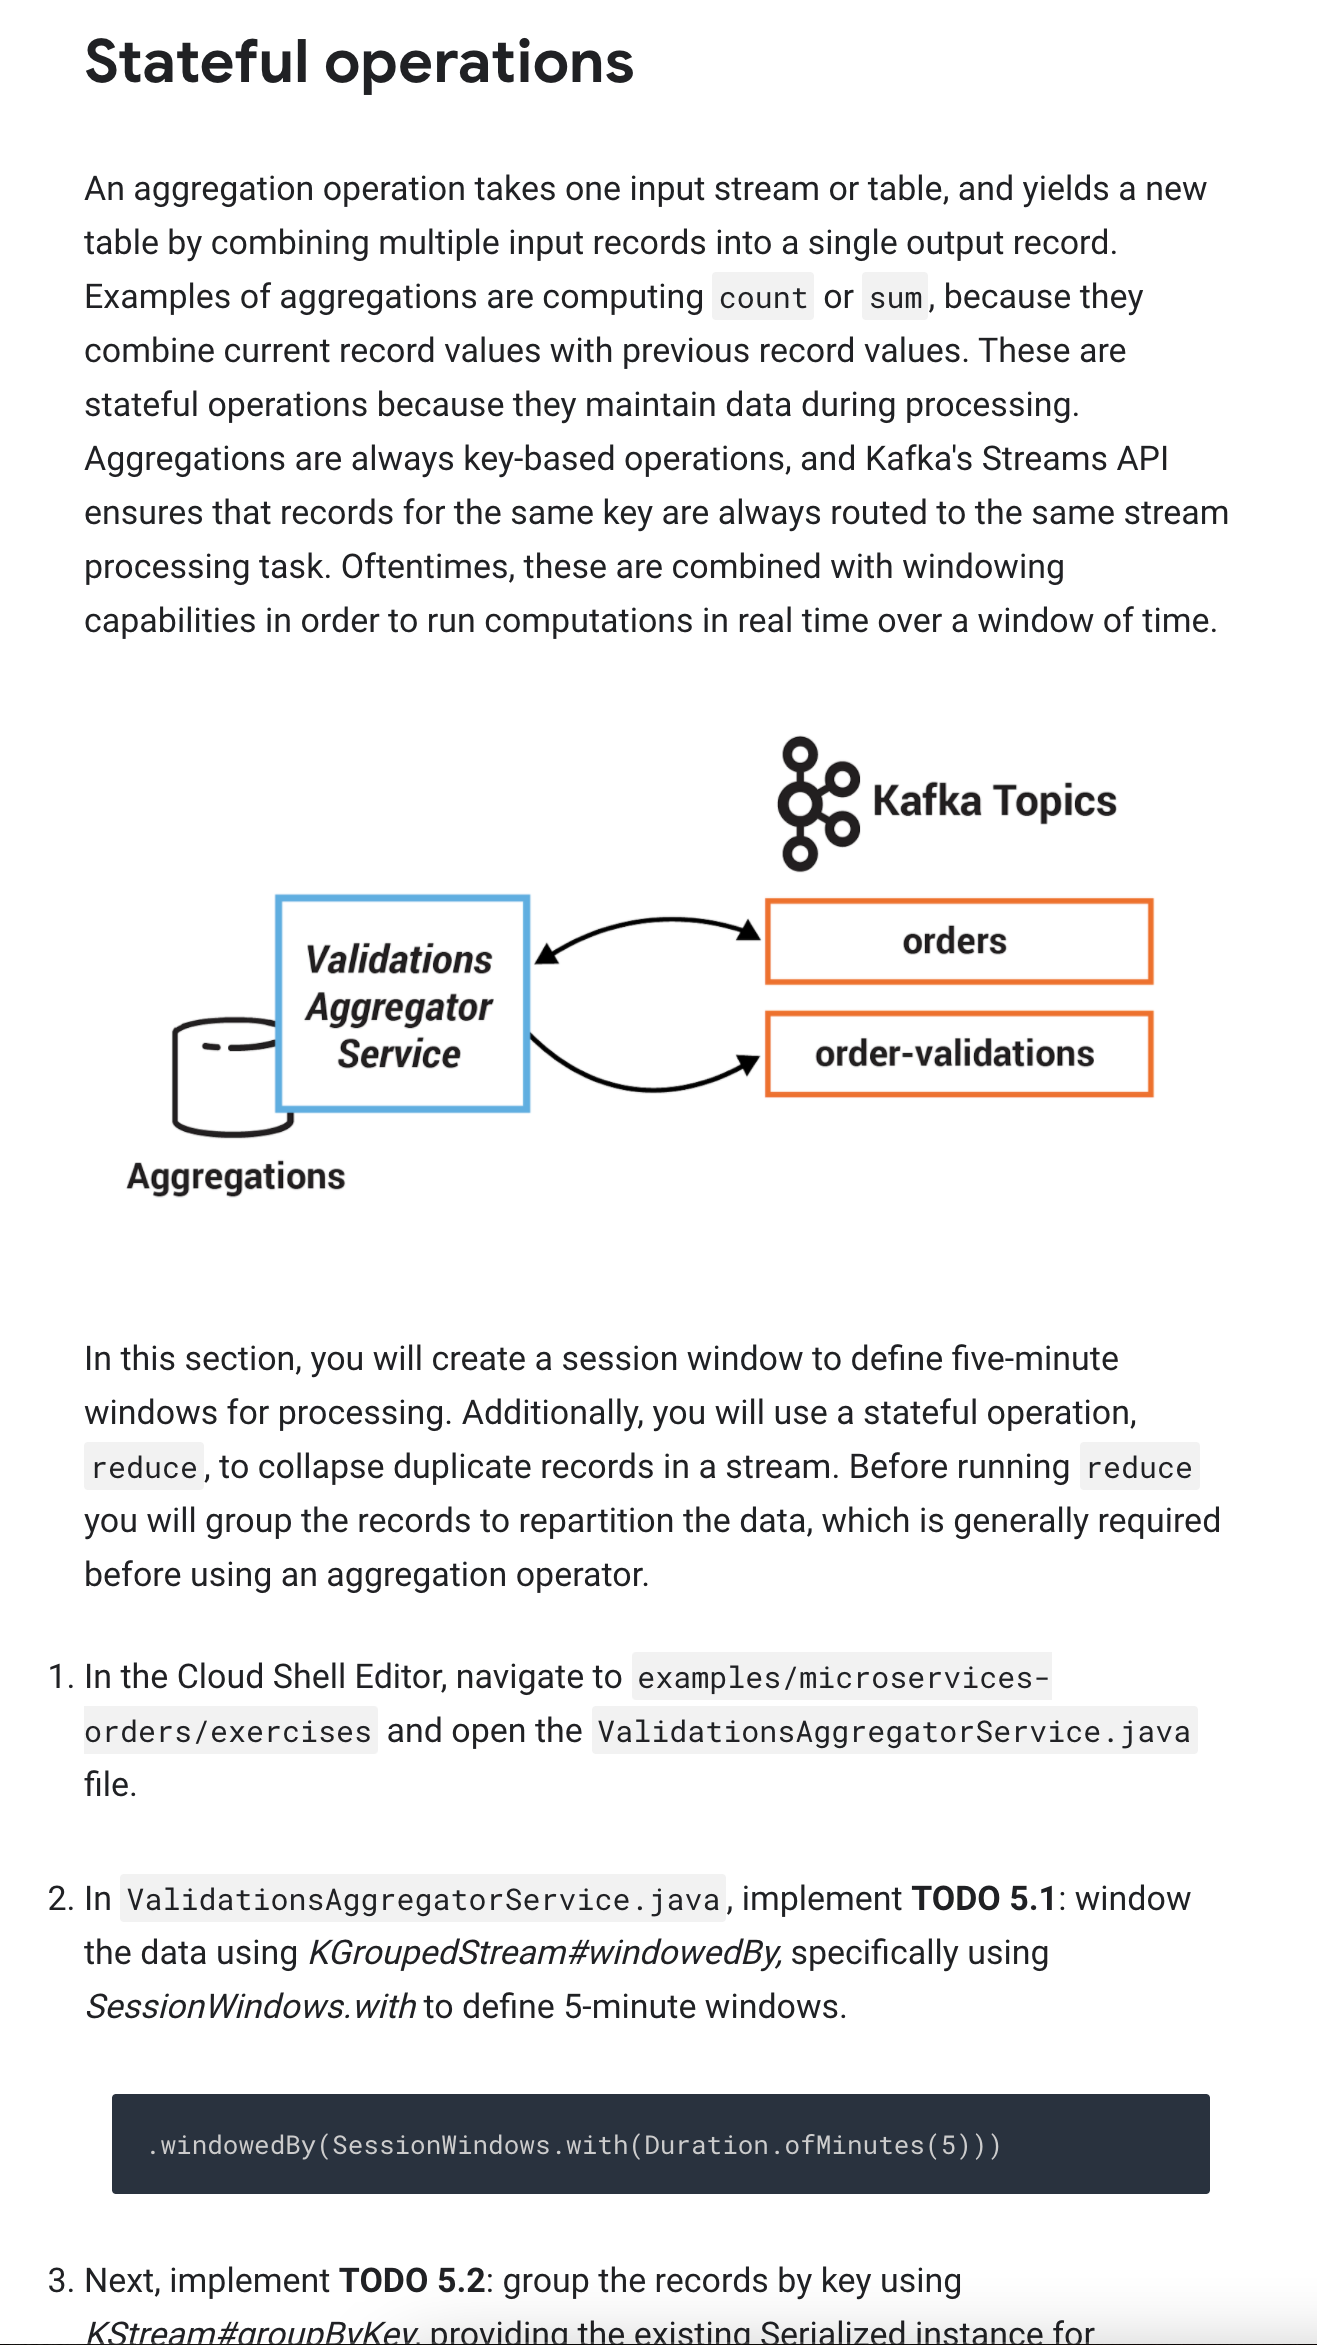 Stateful operations
An aggregation operation takes one input stream or table, and yields a new
table by combining multiple input records into a single output record.
Examples of aggregations are computing count or sum, because they
combine current record values with previous record values. These are
stateful operations because they maintain data during processing.
Aggregations are always key-based operations, and Kafka's Streams API
ensures that records for the same key are always routed to the same stream
processing task. Oftentimes, these are combined with windowing
capabilities in order to run computations in real time over a window of time.
Kafka Topics
Validations
Aggregator
Service
orders
order-validations
Aggregations
In this section, you will create a session window to define five-minute
windows for processing. Additionally, you will use a stateful operation,
reduce, to collapse duplicate records in a stream. Before running reduce
you will group the records to repartition the data, which is generally required
before using an aggregation operator.
1. In the Cloud Shell Editor, navigate to examples/microservices-
orders/exercises and open the ValidationsAggregatorService.java
file.
2. In ValidationsAggregatorService.java, implement TODO 5.1: window
the data using KGroupedStream#windowedBy, specifically using
SessionWindows.with to define 5-minute windows.
.windowedBy(SessionWindows.with(Duration.ofMinutes(5)))
3. Next, implement TODO 5.2: group the records by key using
KStream#groupByKey, providing the existing Serialized instance for